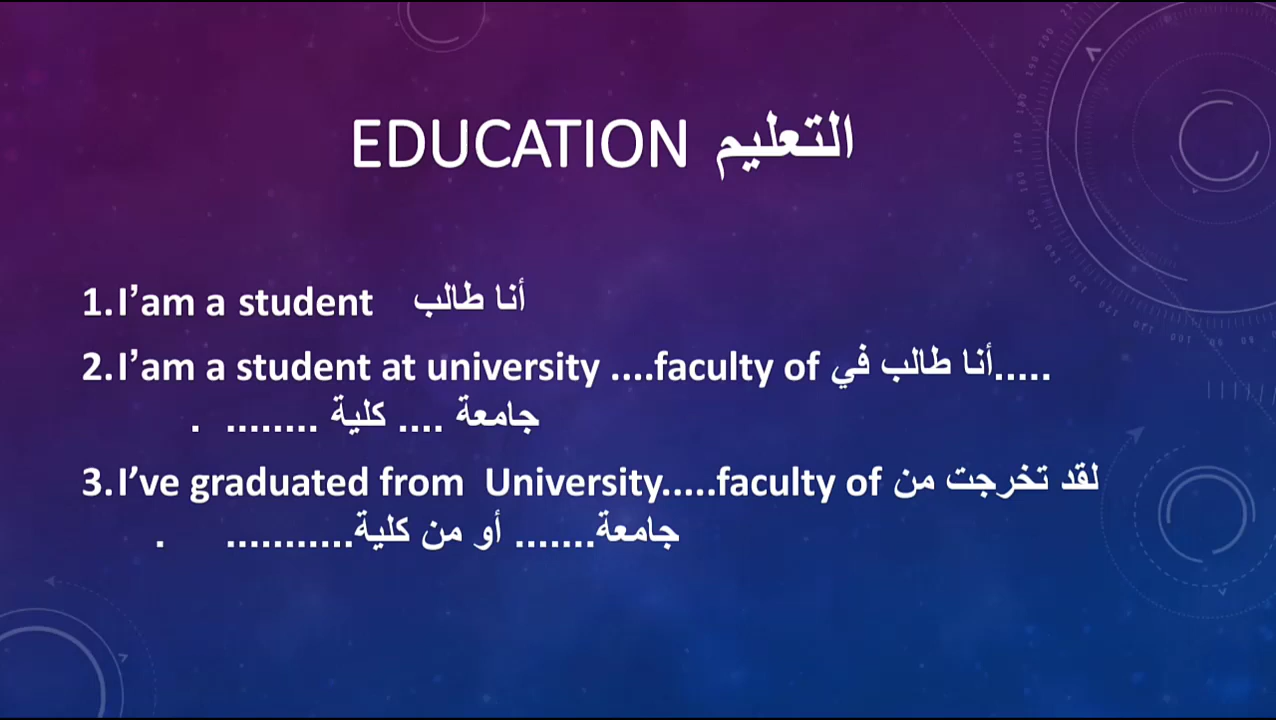 EDUCATION التعليم
1.I’am a student أنا طالب
2.I’am a student at university ....faculty of أنا طالب في.....
جامعة .... كلية ........ .
3.I’ve graduated from University.....faculty of لقد تخرجت من
جامعة....... أو من كلية........... .